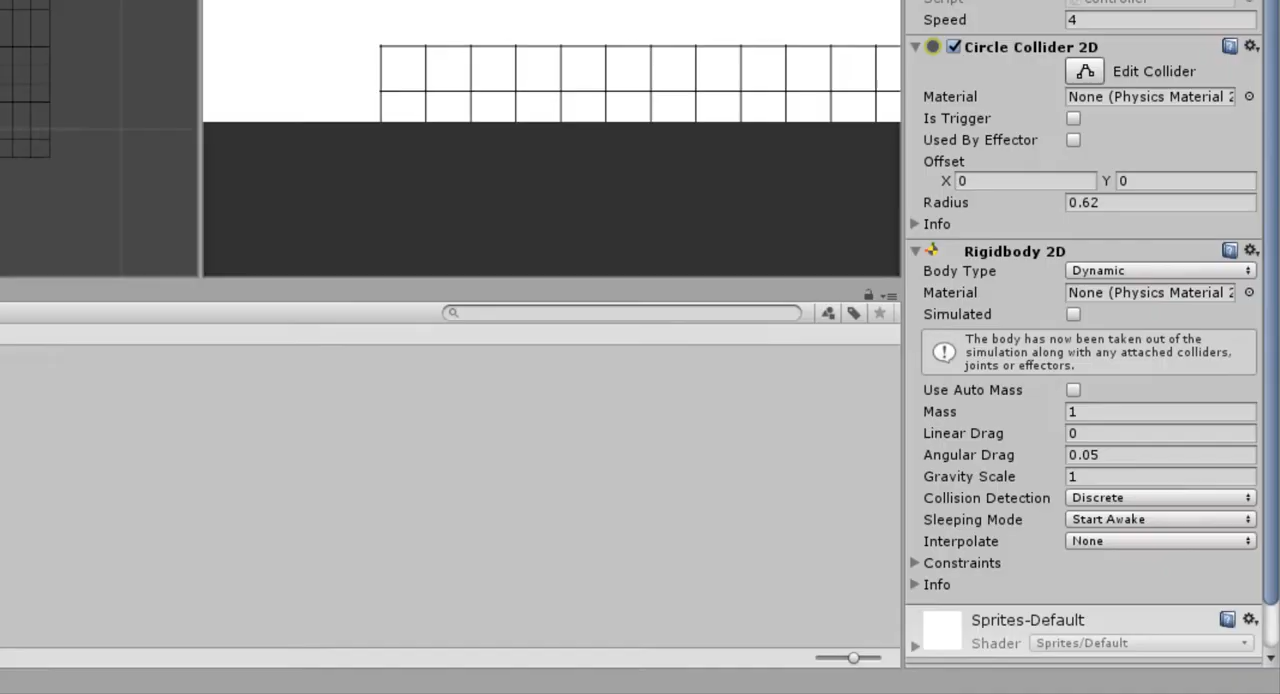 Script Controller
Speed 4
Circle Collider 2D
Edit Collider
Material None (Physics Material 2
Is Trigger
Used By Effector
Offset
X 0 Y 0
Radius 0.62
Info
Rigidbody 2D
Body Type Dynamic
Material None (Physics Material 2
Simulated
The body has now been taken out of the
simulation along with any attached colliders,
joints or effectors.
Use Auto Mass
Mass 1
Linear Drag 0
Angular Drag 0.05
Gravity Scale 1
Collision Detection Discrete
Sleeping Mode Start Awake
Interpolate None
Constraints
Info
Sprites-Default
Shader Sprites/Default